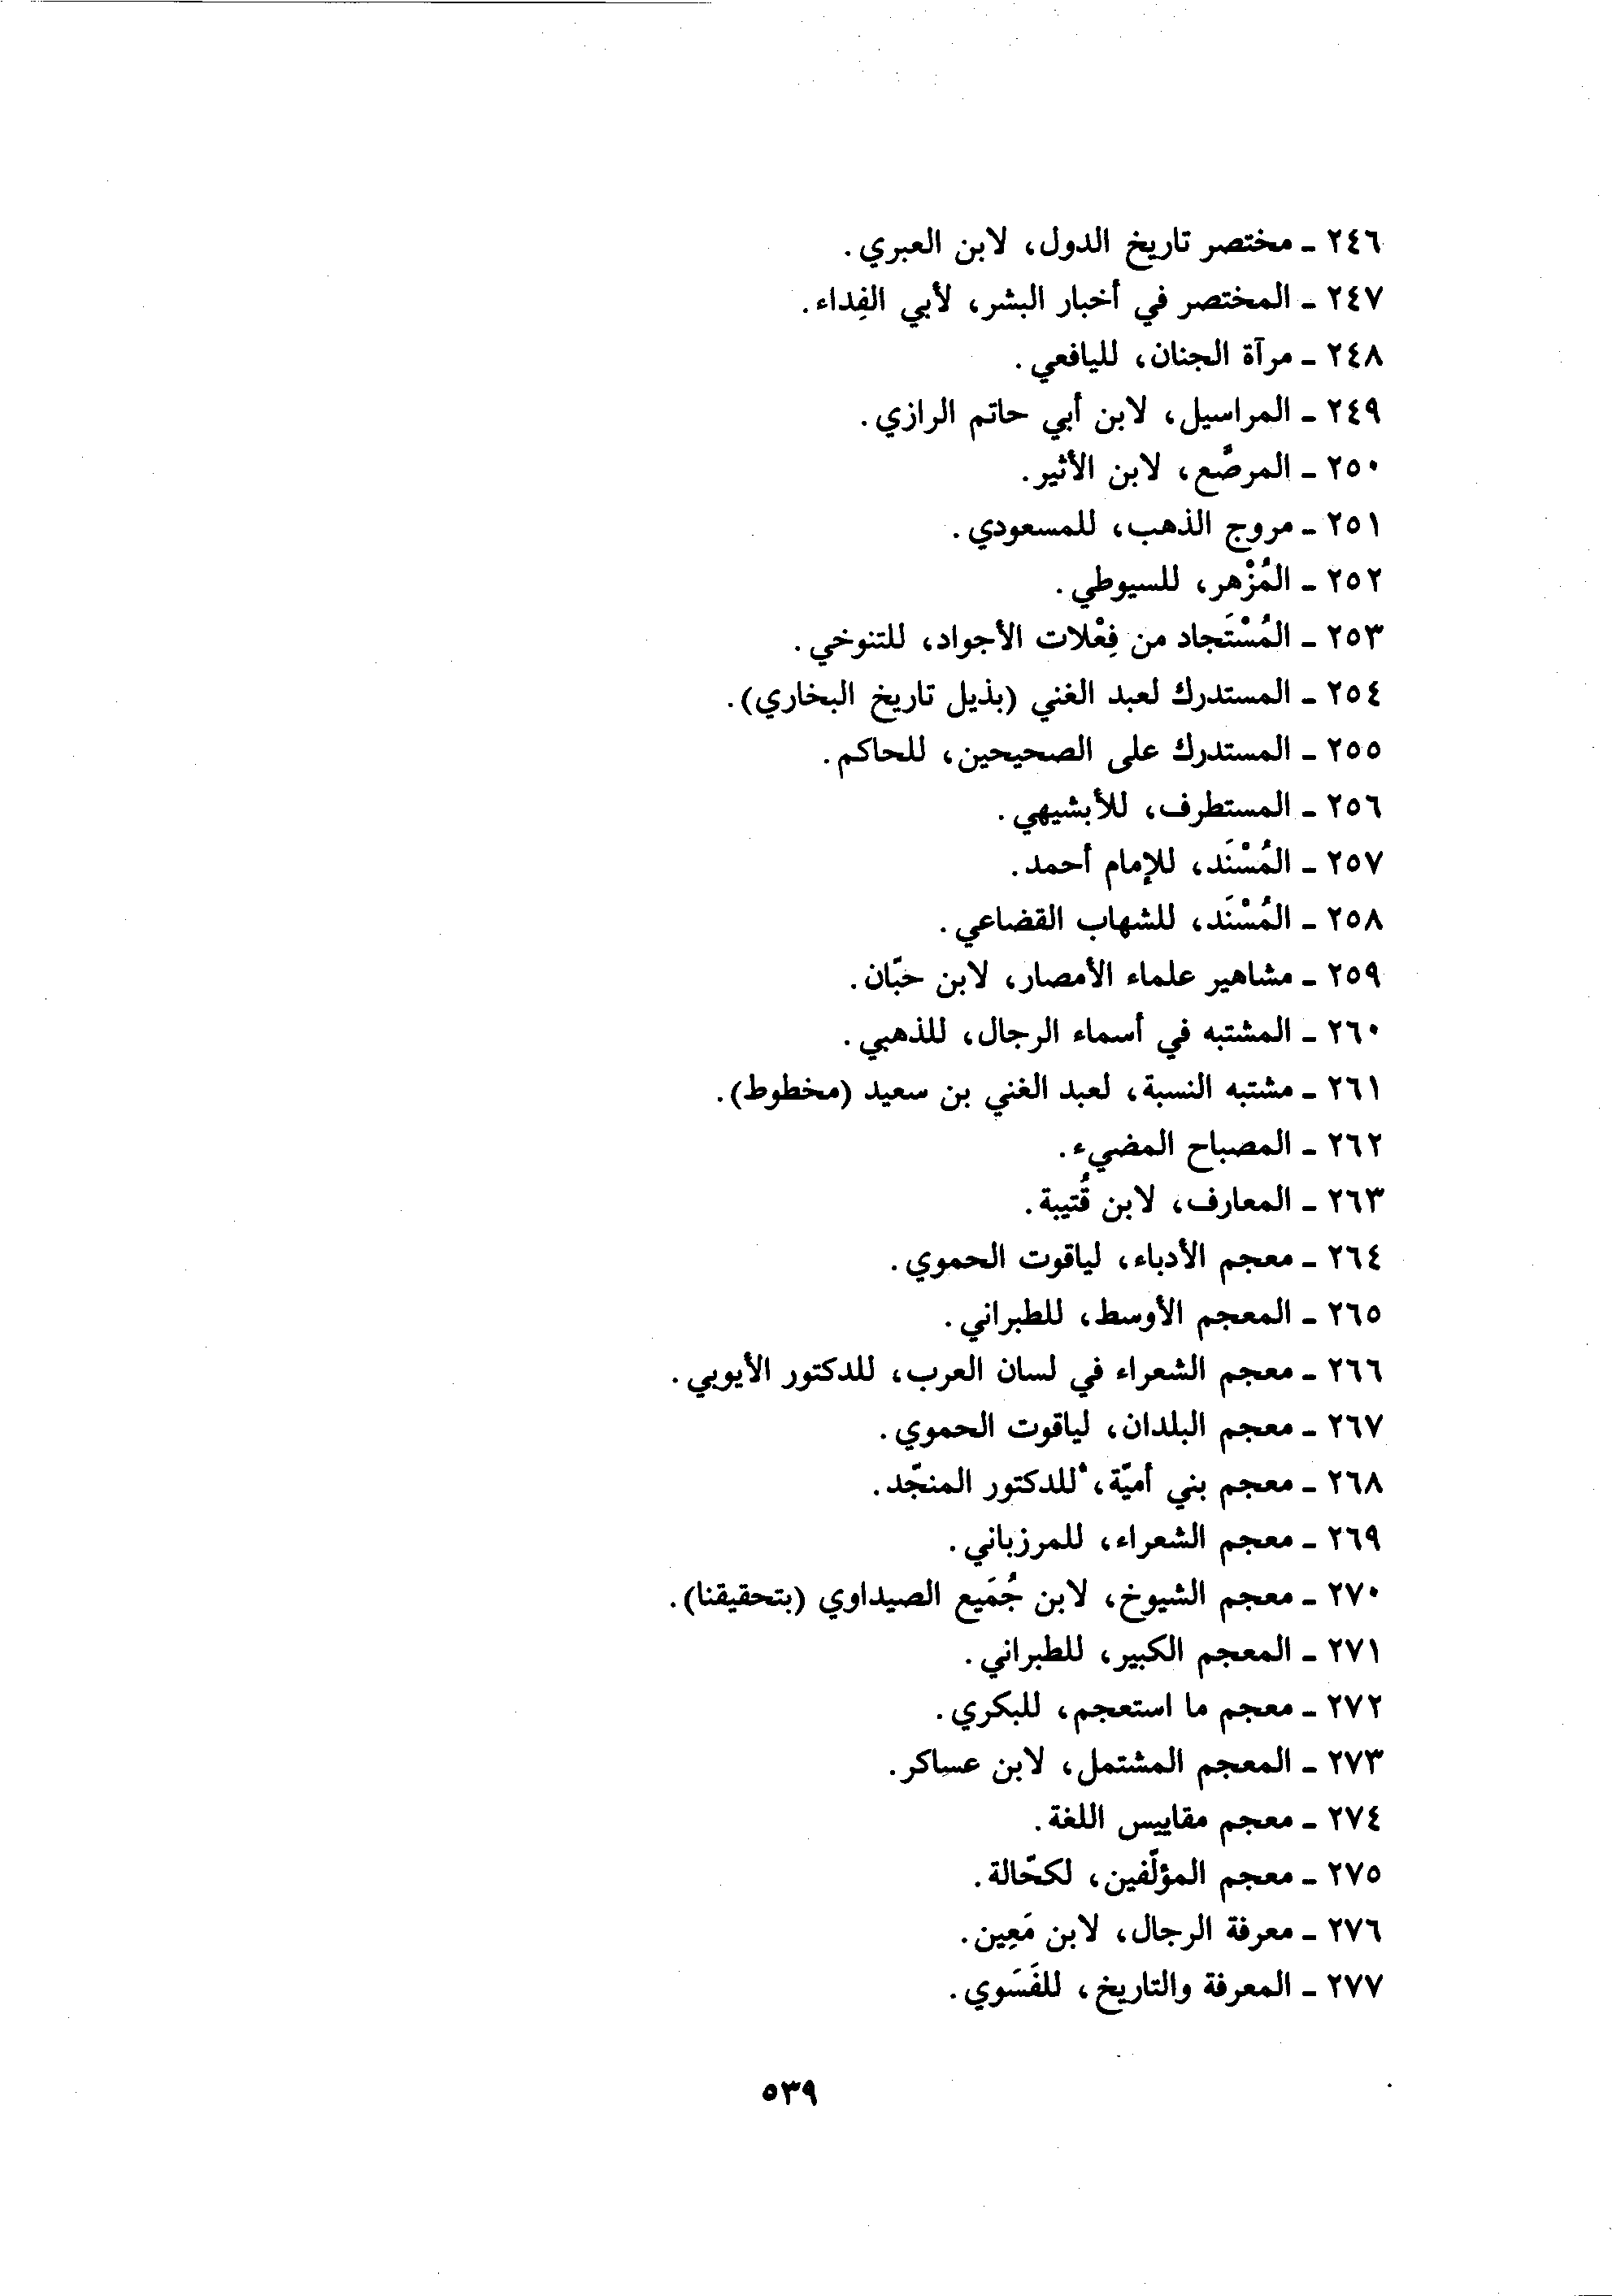 ٢٤٦ - مختصر تاريخ الدول، لابن العبري.
٢٤٧ - المختصر في أخبار البشر، لأبي الفِداء.
٢٤٨ - مرآة الجنان، لليافعي.
٢٤٩ - المراسيل، لابن أبي حاتم الرازي.
٢٥٠ - المرصَّع، لابن الأثير.
٢٥١ - مروج الذهب، للمسعودي.
٢٥٢ - المُزْهر، للسيوطي.
٢٥٣ - المُسْتَجاد من فِعْلات الأجواد، للتنوخي.
٢٥٤ - المستدرك لعبد الغني (بذيل تاريخ البخاري).
٢٥٥ - المستدرك على الصحيحين، للحاكم.
٢٥٦ - المستطرف، للأبشيهي.
٢٥٧ - المُسْنَد، للإمام أحمد.
٢٥٨ - المُسْنَد، للشهاب القضاعي.
٢٥٩ - مشاهير علماء الأمصار، لابن حبّان.
٢٦٠ - المشتبه في أسماء الرجال، للذهبي.
٢٦١ - مشتبه النسبة، لعبد الغني بن سعيد (مخطوط).
٢٦٢ - المصباح المضيء.
٢٦٣ - المعارف، لابن قُتيبة.
٢٦٤ - معجم الأدباء، لياقوت الحموي.
٢٦٥ - المعجم الأوسط، للطبراني.
٢٦٦ - معجم الشعراء في لسان العرب، للدكتور الأيوبي.
٢٦٧ - معجم البلدان، لياقوت الحموي.
٢٦٨ - معجم بني أميّة، للدكتور المنجّد.
٢٦٩ - معجم الشعراء، للمرزباني.
٢٧٠ - معجم الشيوخ، لابن جُمَيع الصيداوي (بتحقيقنا).
٢٧١ - المعجم الكبير، للطبراني.
٢٧٢ - معجم ما استعجم، للبكري.
٢٧٣ - المعجم المشتمل، لابن عساكر.
٢٧٤ - معجم مقاييس اللغة.
٢٧٥ - معجم المؤلّفين، لكحّالة.
٢٧٦ - معرفة الرجال، لابن مَعِين.
٢٧٧ - المعرفة والتاريخ، للفَسَوي.
٥٣٩